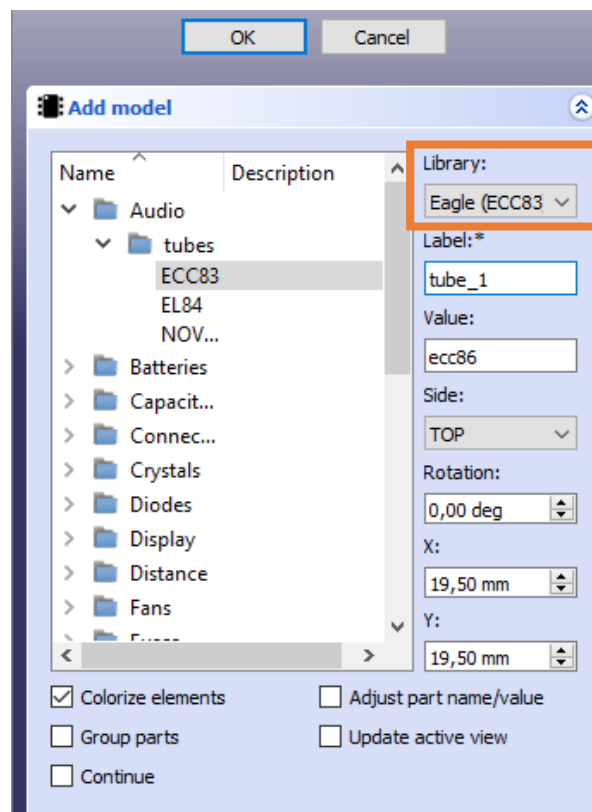 OK Cancel
Add model
Name Description
Audio
tubes
ECC83
EL84
NOV...
Batteries
Capacit...
Connec...
Crystals
Diodes
Display
Distance
Fans
Library:
Eagle (ECC83
Label:*
tube_1
Value:
ecc86
Side:
TOP
Rotation:
0,00 deg
X:
19,50 mm
Y:
19,50 mm
Colorize elements Adjust part name/value
Group parts Update active view
Continue